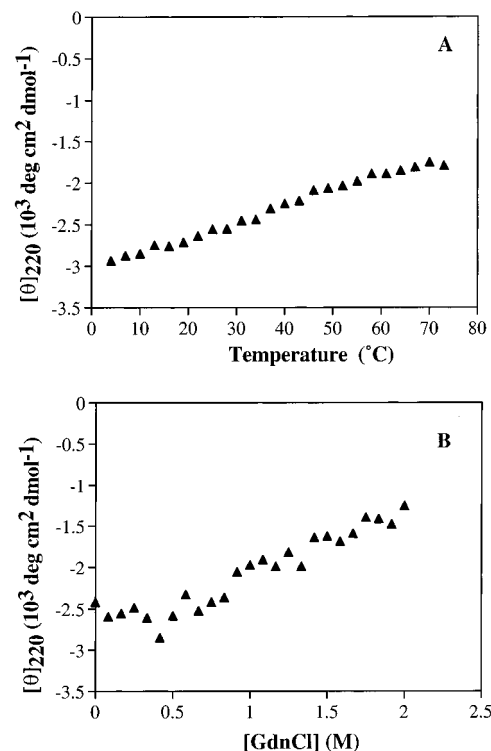 A
0
-0.5
-1
-1.5
-2
-2.5
-3
-3.5
[θ]220 (10³ deg cm² dmol⁻¹)
0 10 20 30 40 50 60 70 80
Temperature (˚C)
B
0
-0.5
-1
-1.5
-2
-2.5
-3
-3.5
[θ]220 (10³ deg cm² dmol⁻¹)
0 0.5 1 1.5 2 2.5
[GdnCl] (M)